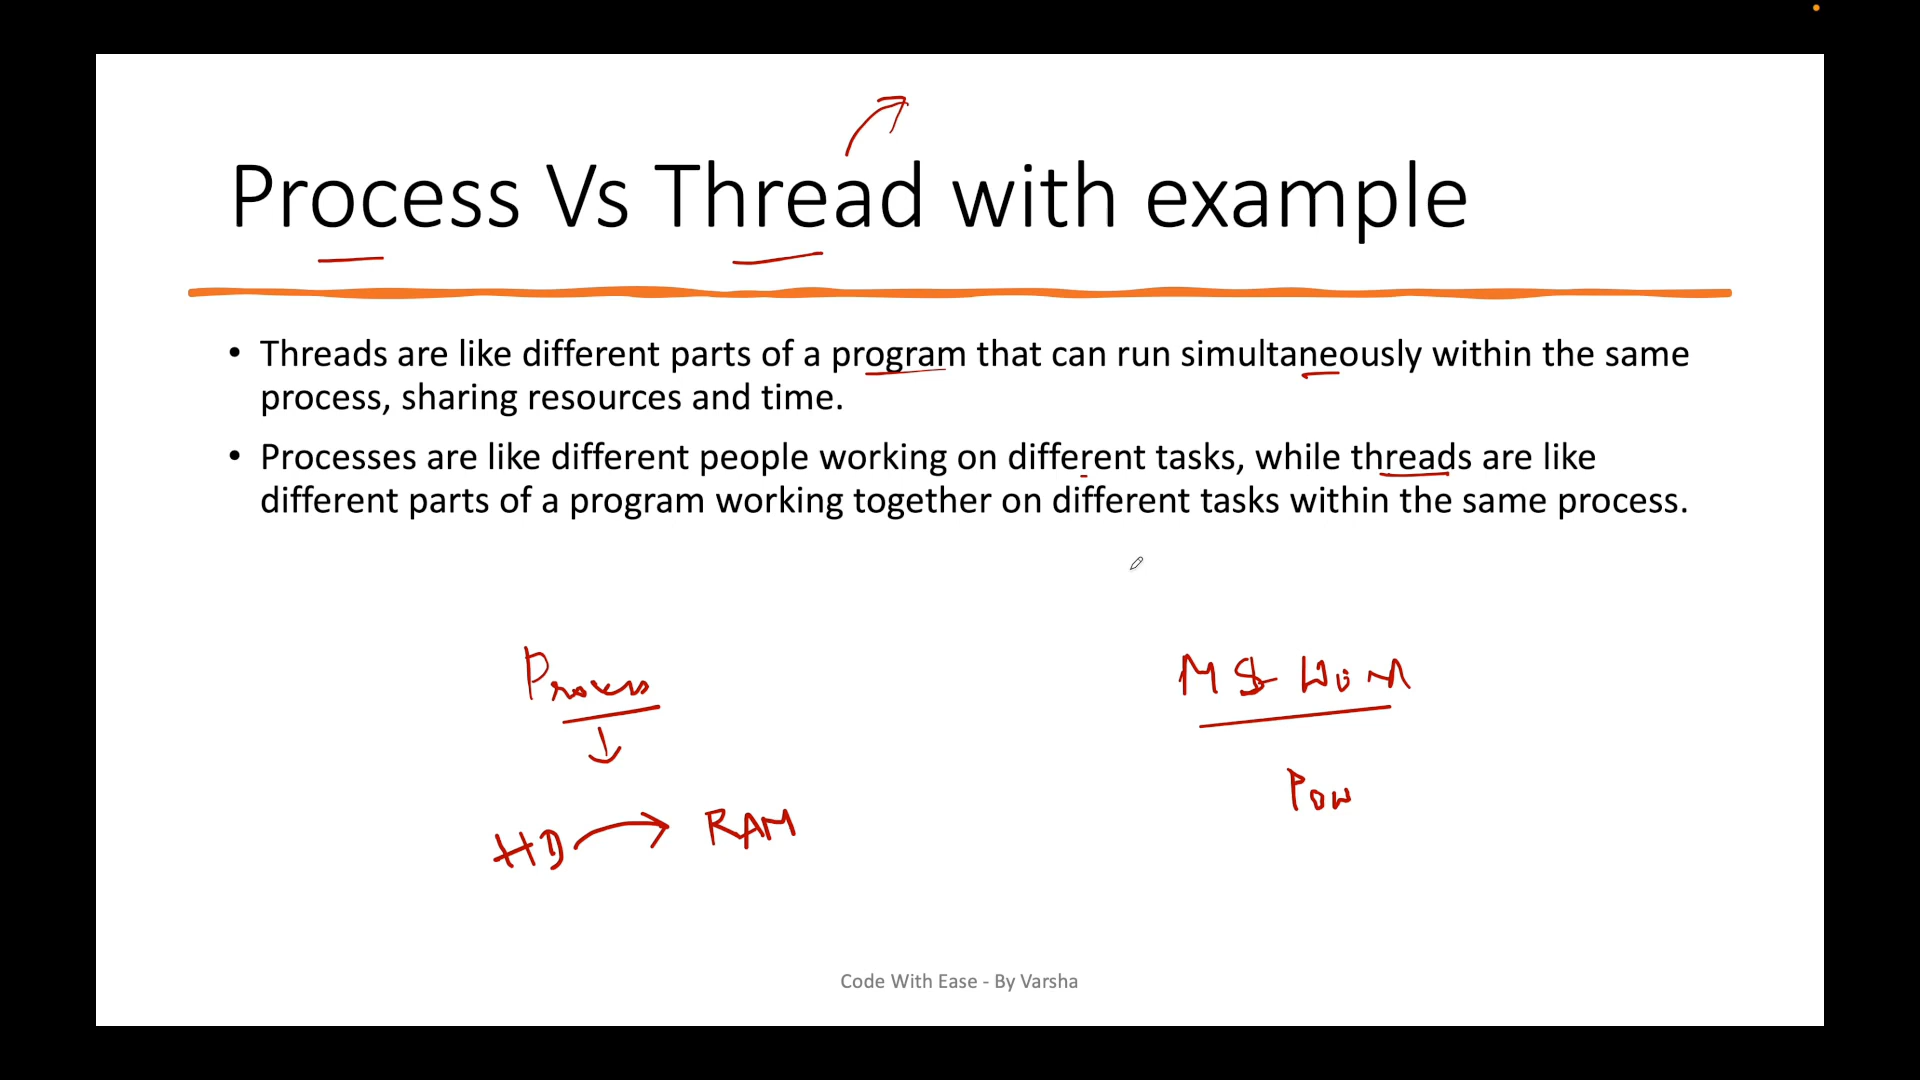 Process Vs Thread with example
• Threads are like different parts of a program that can run simultaneously within the same
process, sharing resources and time.
• Processes are like different people working on different tasks, while threads are like
different parts of a program working together on different tasks within the same process.
Process
MS Word
Pow
HD → RAM
Code With Ease - By Varsha